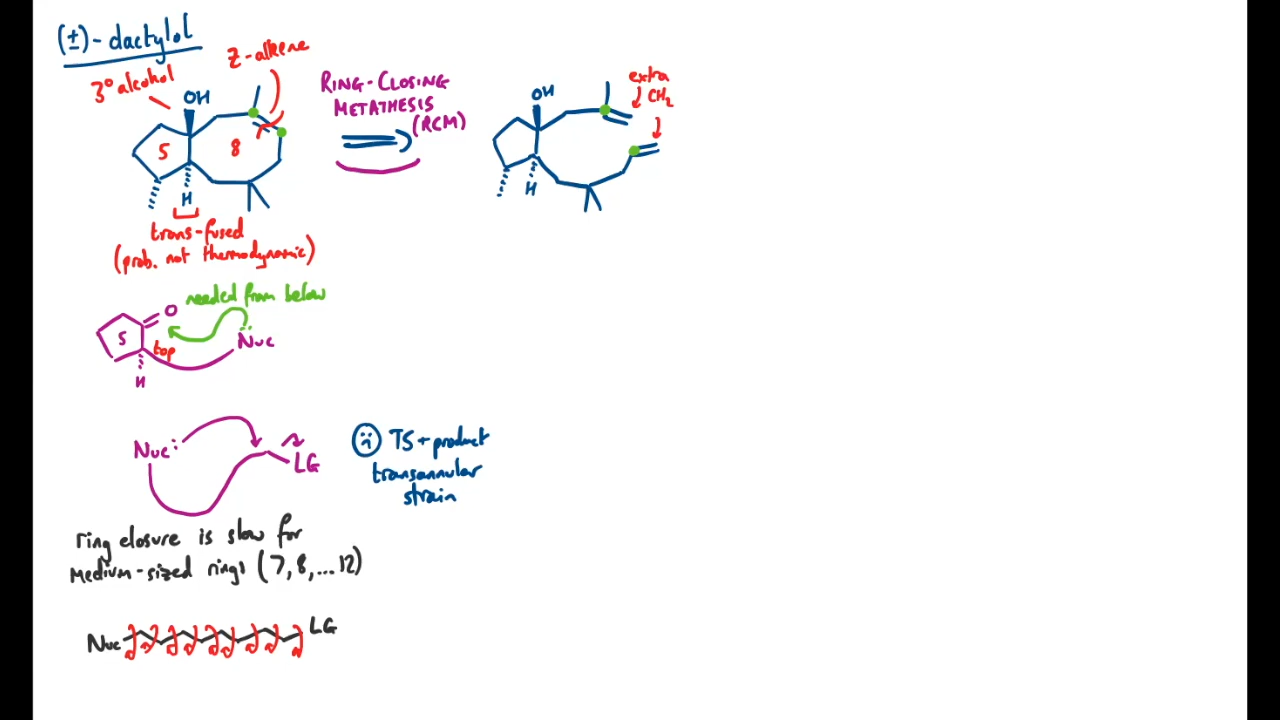 (±)-dactylol
3° alcohol
Z-alkene
OH
5
8
H
trans-fused
(prob. not thermodynamic)
RING-CLOSING
METATHESIS
(RCM)
OH
extra
CH2
H
needed from below
O
5
top
Nuc
H
Nuc:
LG
TS + product
transannular
strain
ring closure is slow for
medium-sized rings (7, 8, ... 12)
Nuc
LG